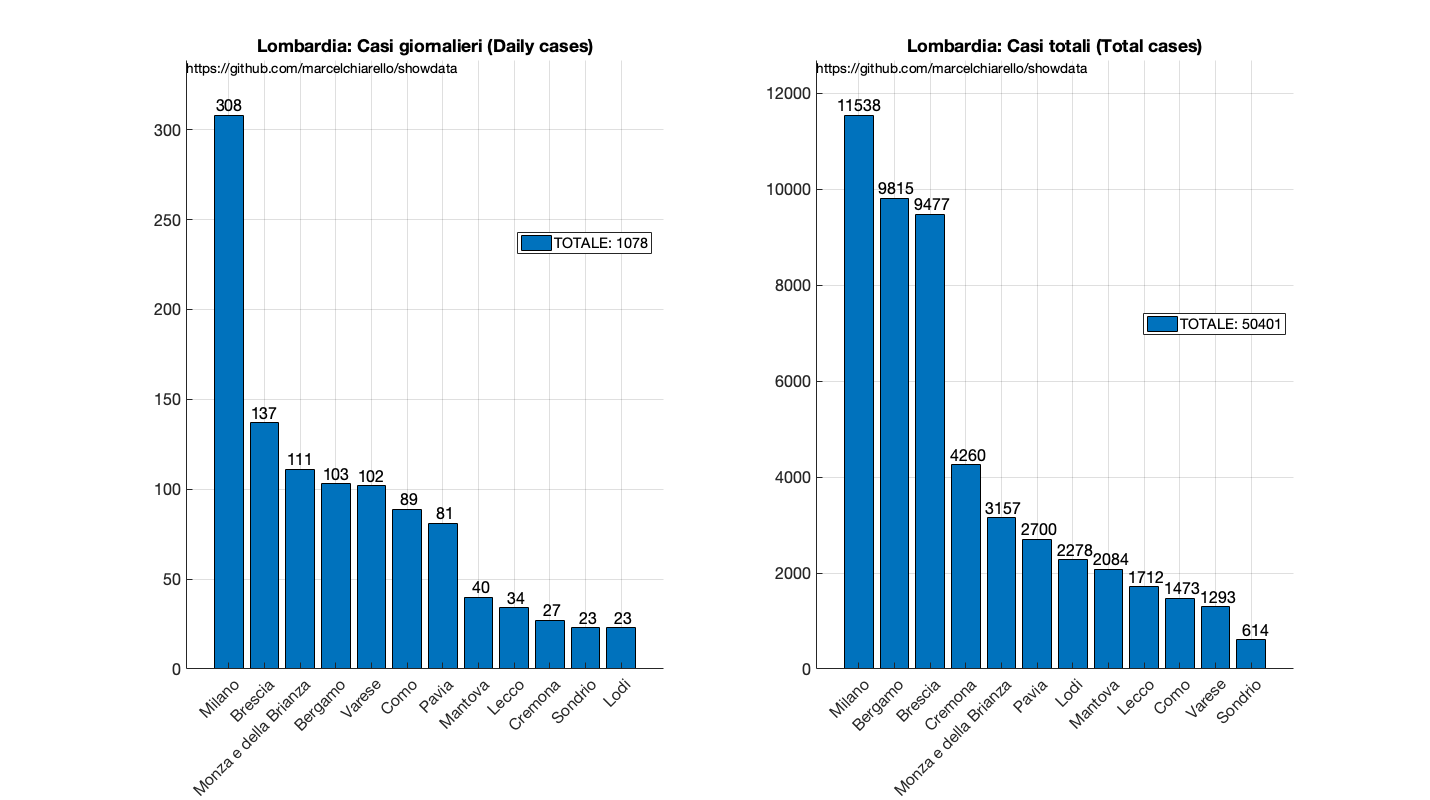 Lombardia: Casi giornalieri (Daily cases)
https://github.com/marcelchiarello/showdata
300
250
200
150
100
50
0
308
137
111
103
102
89
81
40
34
27
23
23
TOTALE: 1078
Milano
Brescia
Monza e della Brianza
Bergamo
Varese
Como
Pavia
Mantova
Lecco
Cremona
Sondrio
Lodi
Lombardia: Casi totali (Total cases)
https://github.com/marcelchiarello/showdata
12000
10000
8000
6000
4000
2000
0
11538
9815
9477
4260
3157
2700
2278
2084
1712
1473
1293
614
TOTALE: 50401
Milano
Bergamo
Brescia
Cremona
Monza e della Brianza
Pavia
Lodi
Mantova
Lecco
Como
Varese
Sondrio